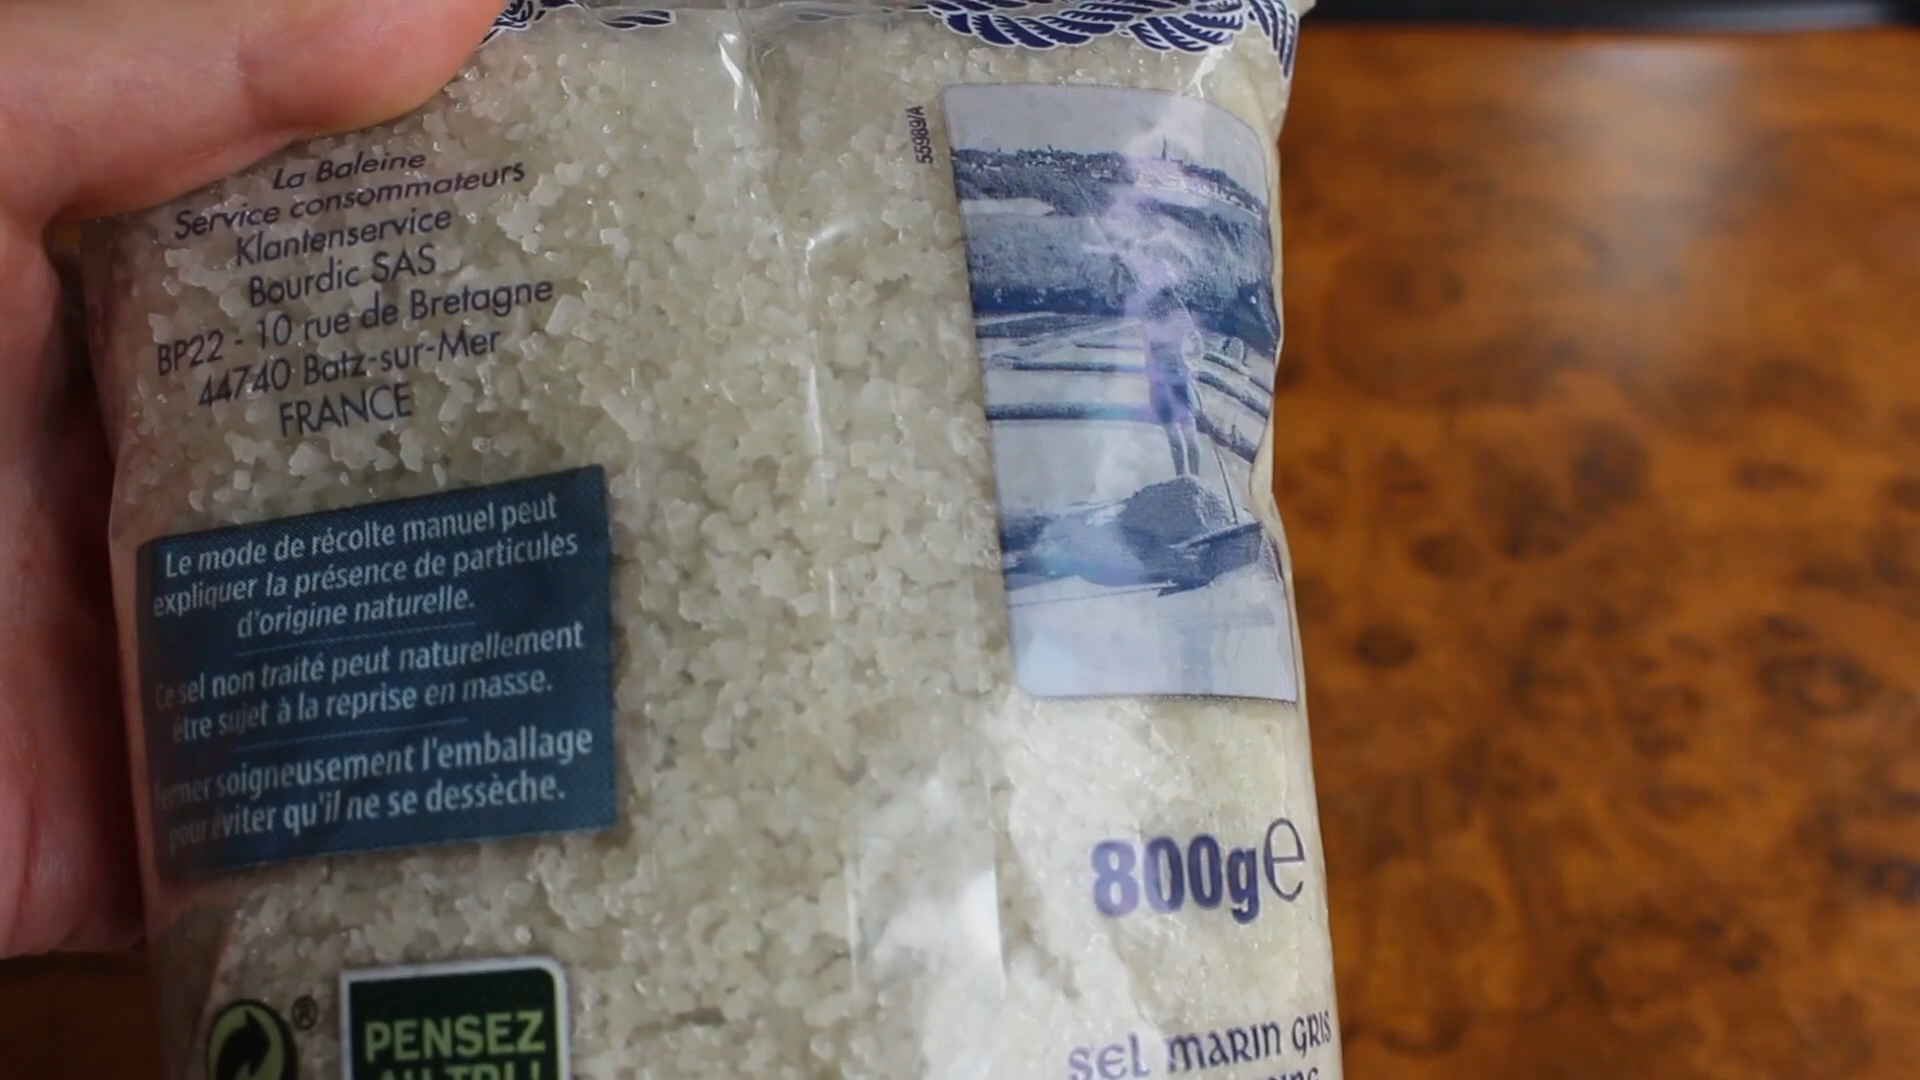 La Baleine
Service consommateurs
Klantenservice
Bourdic SAS
BP22 - 10 rue de Bretagne
44740 Batz-sur-Mer
FRANCE
55989/A
Le mode de récolte manuel peut
expliquer la présence de particules
d'origine naturelle.
Ce sel non traité peut naturellement
être sujet à la reprise en masse.
Fermer soigneusement l'emballage
pour éviter qu'il ne se dessèche.
800g e
®
PENSEZ
AU TRI !
sel marin gris